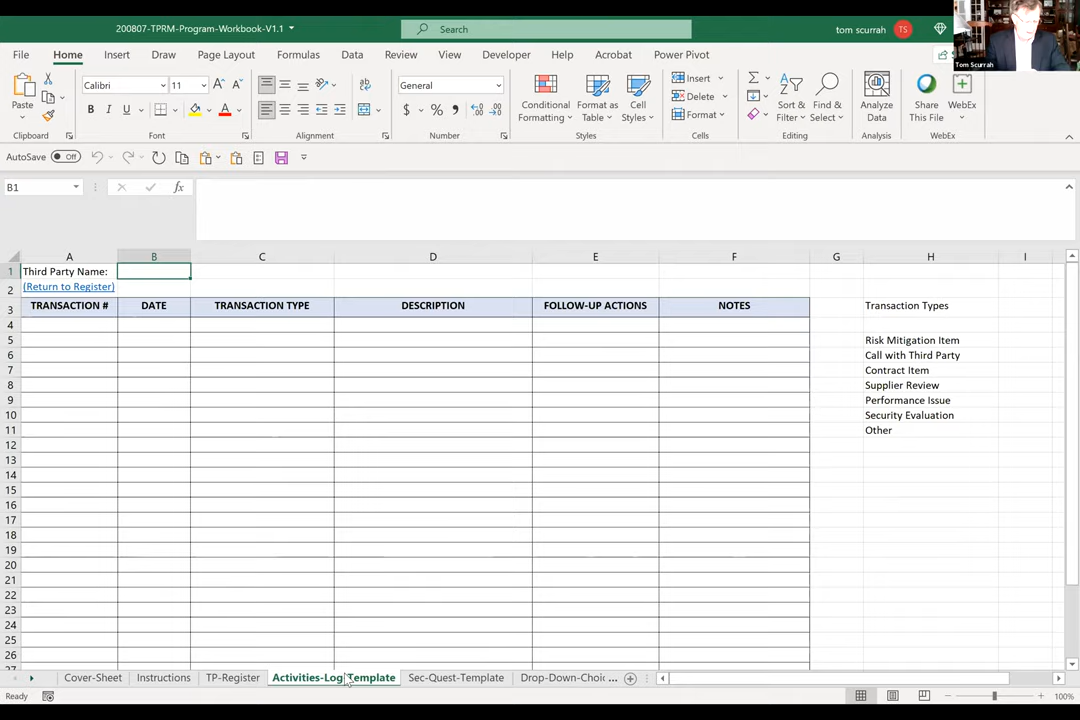 200807-TPRM-Program-Workbook-V1.1
Search
tom scurrah
TS
Tom Scurrah
File Home Insert Draw Page Layout Formulas Data Review View Developer Help Acrobat Power Pivot
Paste
Calibri 11 A A
B I U A
General
$ % 9
Conditional Formatting
Format as Table
Cell Styles
Insert
Delete
Format
Sort & Filter
Find & Select
Analyze Data
Share This File
WebEx
Clipboard Font Alignment Number Styles Cells Editing Analysis WebEx
AutoSave Off
B1 fx
A B C D E F G H I
1 Third Party Name:
2 (Return to Register)
3 TRANSACTION # DATE TRANSACTION TYPE DESCRIPTION FOLLOW-UP ACTIONS NOTES Transaction Types
4
5 Risk Mitigation Item
6 Call with Third Party
7 Contract Item
8 Supplier Review
9 Performance Issue
10 Security Evaluation
11 Other
12
13
14
15
16
17
18
19
20
21
22
23
24
25
26
27
Cover-Sheet Instructions TP-Register Activities-Log-Template Sec-Quest-Template Drop-Down-Choic ...
Ready 100%